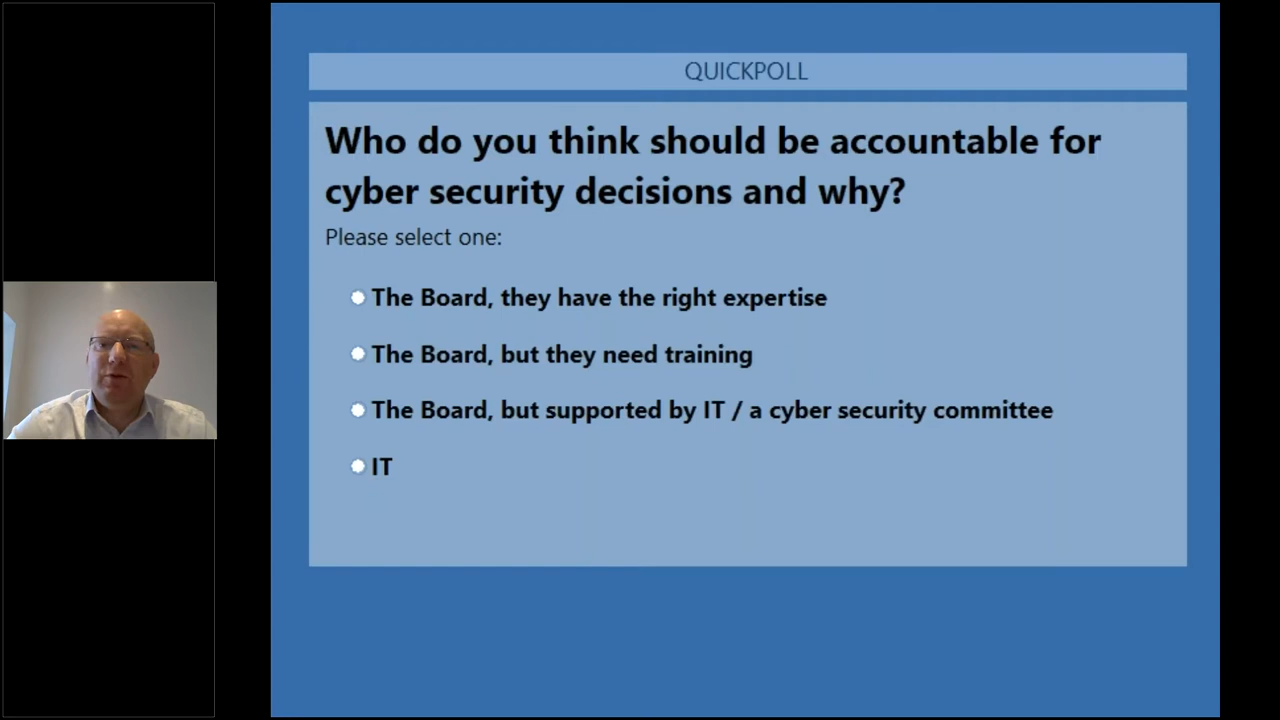 QUICKPOLL
Who do you think should be accountable for
cyber security decisions and why?
Please select one:
The Board, they have the right expertise
The Board, but they need training
The Board, but supported by IT / a cyber security committee
IT